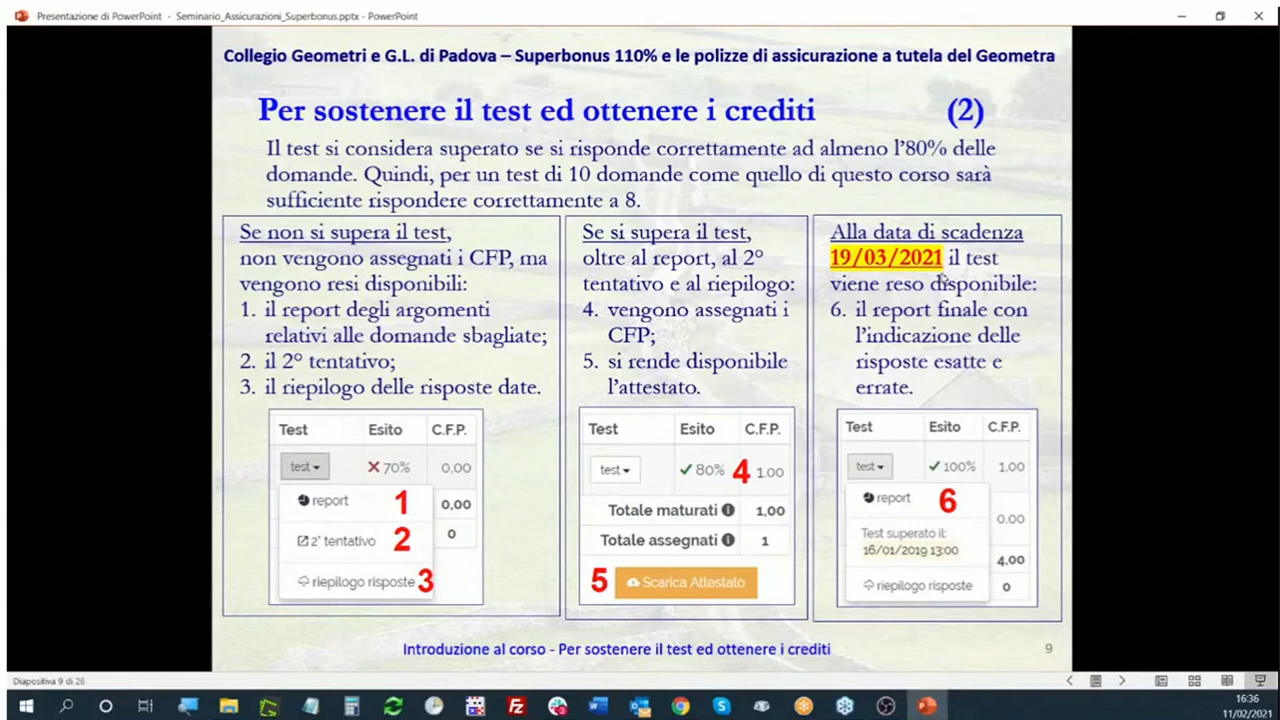 Presentazione di PowerPoint - Seminario_Assicurazioni_Superbonus.pptx - PowerPoint
Collegio Geometri e G.L. di Padova – Superbonus 110% e le polizze di assicurazione a tutela del Geometra
Per sostenere il test ed ottenere i crediti (2)
Il test si considera superato se si risponde correttamente ad almeno l'80% delle
domande. Quindi, per un test di 10 domande come quello di questo corso sarà
sufficiente rispondere correttamente a 8.
Se non si supera il test,
non vengono assegnati i CFP, ma
vengono resi disponibili:
1. il report degli argomenti
relativi alle domande sbagliate;
2. il 2° tentativo;
3. il riepilogo delle risposte date.
Test Esito C.F.P.
test 70% 0,00
report 1 0,00
2° tentativo 2 0
riepilogo risposte 3
Se si supera il test,
oltre al report, al 2°
tentativo e al riepilogo:
4. vengono assegnati i
CFP;
5. si rende disponibile
l'attestato.
Test Esito C.F.P.
test 80% 4 1.00
Totale maturati 1,00
Totale assegnati 1
5 Scarica Attestato
Alla data di scadenza
19/03/2021 il test
viene reso disponibile:
6. il report finale con
l'indicazione delle
risposte esatte e
errate.
Test Esito C.F.P.
test 100% 1.00
report 6
0.00
Test superato il:
16/01/2019 13:00
4,00
riepilogo risposte 0
Introduzione al corso - Per sostenere il test ed ottenere i crediti 9
Diapositiva 9 di 26
16:36
11/02/2021